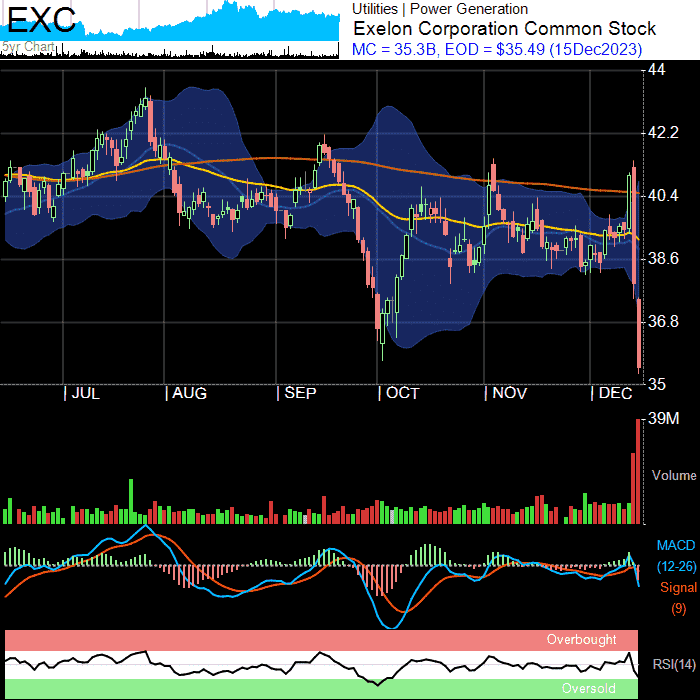 EXC
5yr Chart
Utilities | Power Generation
Exelon Corporation Common Stock
MC = 35.3B, EOD = $35.49 (15Dec2023)
44
42.2
40.4
38.6
36.8
35
| JUL | AUG | SEP | OCT | NOV | DEC
39M
Volume
MACD
(12-26)
Signal
(9)
Overbought
RSI(14)
Oversold